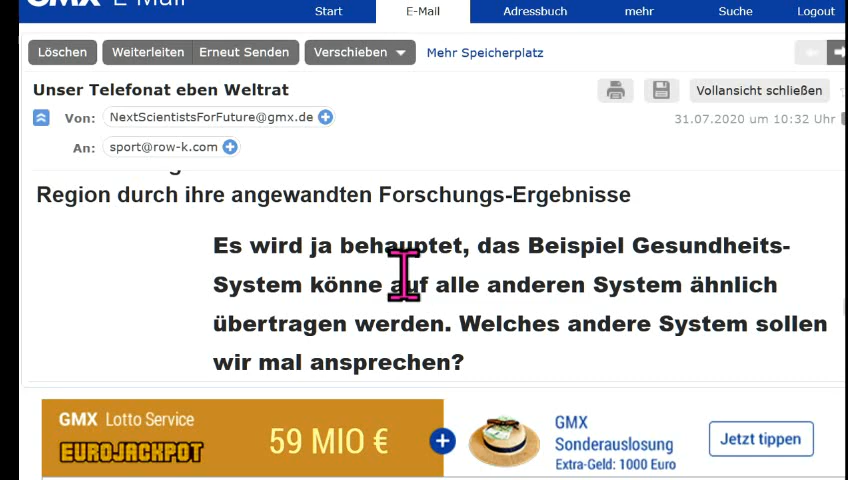 GMX E-Mail
Start E-Mail Adressbuch mehr Suche Logout
Löschen Weiterleiten Erneut Senden Verschieben Mehr Speicherplatz
Unser Telefonat eben Weltrat
Vollansicht schließen
Von: NextScientistsForFuture@gmx.de
31.07.2020 um 10:32 Uhr
An: sport@row-k.com
Region durch ihre angewandten Forschungs-Ergebnisse
Es wird ja behauptet, das Beispiel Gesundheits-
System könne auf alle anderen System ähnlich
übertragen werden. Welches andere System sollen
wir mal ansprechen?
GMX Lotto Service
EUROJACKPOT
59 MIO €
GMX
Sonderauslosung
Extra-Geld: 1000 Euro
Jetzt tippen